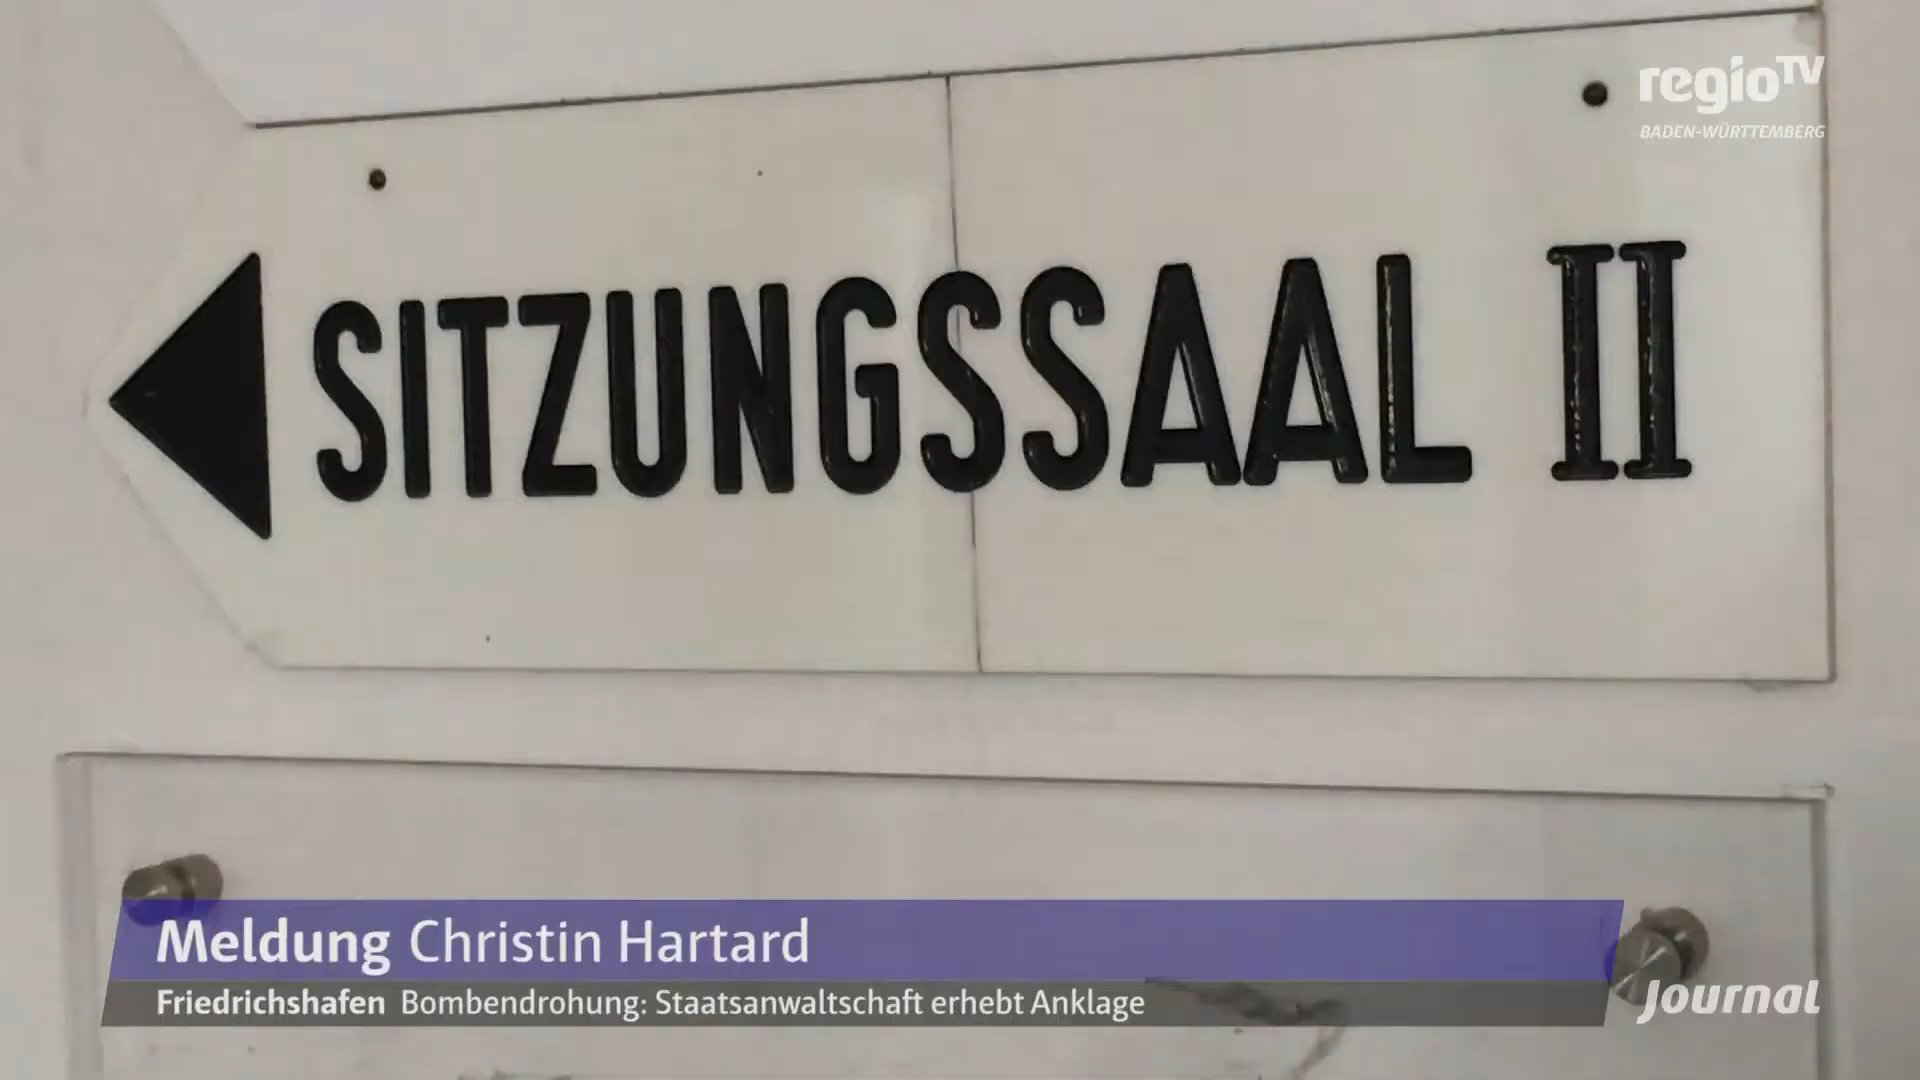 regioTV
BADEN-WÜRTTEMBERG
SITZUNGSSAAL II
Meldung Christin Hartard
Friedrichshafen Bombendrohung: Staatsanwaltschaft erhebt Anklage
Journal